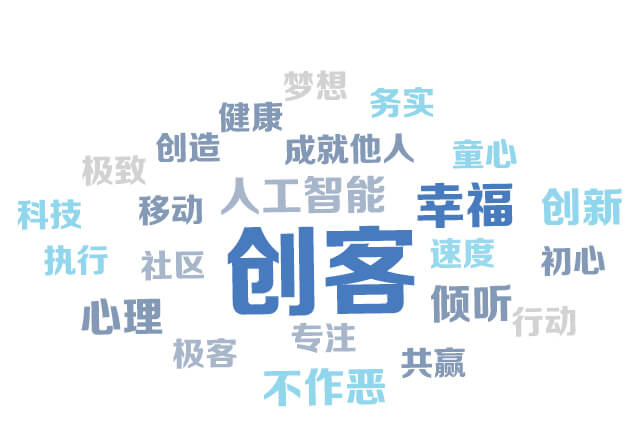 梦想
务实
健康
创造
成就他人
童心
极致
人工智能
幸福
创新
科技
移动
执行
社区
创客
速度
初心
心理
倾听
行动
极客
专注
共赢
不作恶